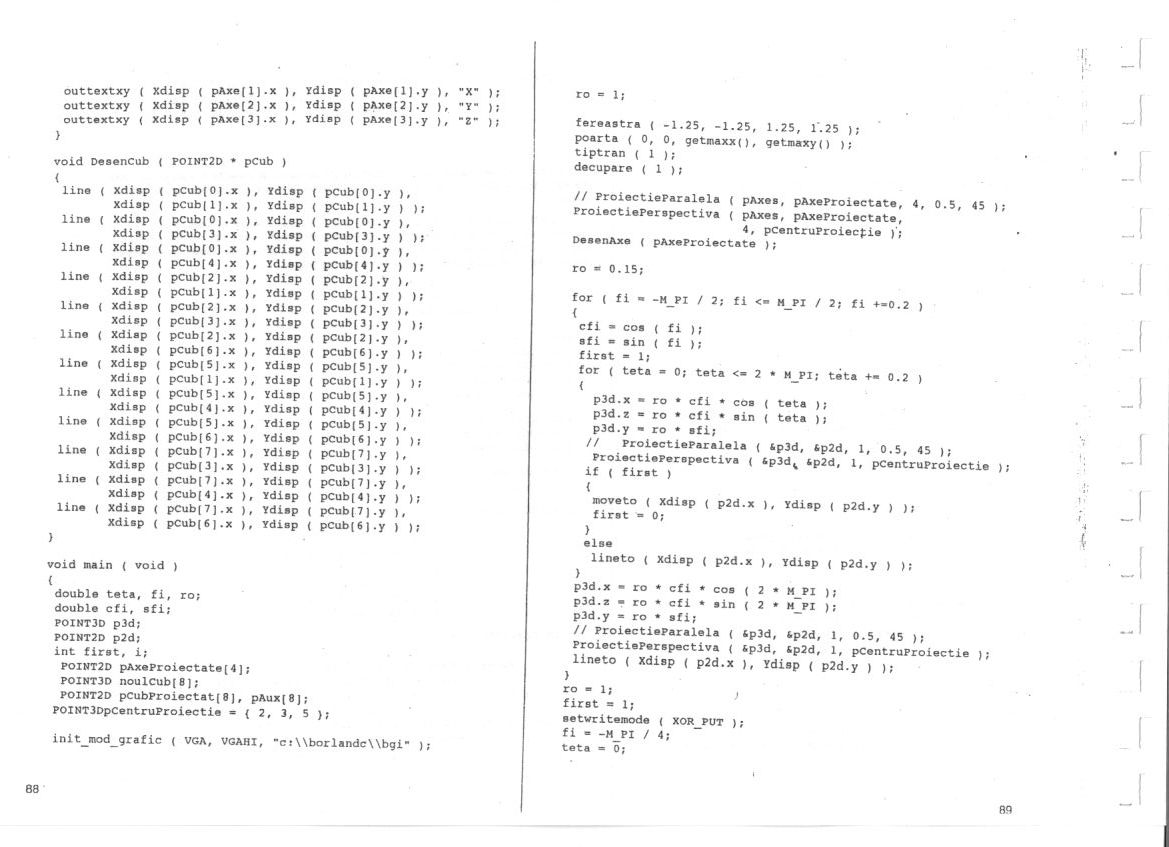 outtextxy ( Xdisp ( pAxe[1].x ), Ydisp ( pAxe[1].y ), "X" );
outtextxy ( Xdisp ( pAxe[2].x ), Ydisp ( pAxe[2].y ), "Y" );
outtextxy ( Xdisp ( pAxe[3].x ), Ydisp ( pAxe[3].y ), "Z" );
}
void DesenCub ( POINT2D * pCub )
{
line ( Xdisp ( pCub[0].x ), Ydisp ( pCub[0].y ),
Xdisp ( pCub[1].x ), Ydisp ( pCub[1].y ) );
line ( Xdisp ( pCub[0].x ), Ydisp ( pCub[0].y ),
Xdisp ( pCub[3].x ), Ydisp ( pCub[3].y ) );
line ( Xdisp ( pCub[0].x ), Ydisp ( pCub[0].y ),
Xdisp ( pCub[4].x ), Ydisp ( pCub[4].y ) );
line ( Xdisp ( pCub[2].x ), Ydisp ( pCub[2].y ),
Xdisp ( pCub[1].x ), Ydisp ( pCub[1].y ) );
line ( Xdisp ( pCub[2].x ), Ydisp ( pCub[2].y ),
Xdisp ( pCub[3].x ), Ydisp ( pCub[3].y ) );
line ( Xdisp ( pCub[2].x ), Ydisp ( pCub[2].y ),
Xdisp ( pCub[6].x ), Ydisp ( pCub[6].y ) );
line ( Xdisp ( pCub[5].x ), Ydisp ( pCub[5].y ),
Xdisp ( pCub[1].x ), Ydisp ( pCub[1].y ) );
line ( Xdisp ( pCub[5].x ), Ydisp ( pCub[5].y ),
Xdisp ( pCub[4].x ), Ydisp ( pCub[4].y ) );
line ( Xdisp ( pCub[5].x ), Ydisp ( pCub[5].y ),
Xdisp ( pCub[6].x ), Ydisp ( pCub[6].y ) );
line ( Xdisp ( pCub[7].x ), Ydisp ( pCub[7].y ),
Xdisp ( pCub[3].x ), Ydisp ( pCub[3].y ) );
line ( Xdisp ( pCub[7].x ), Ydisp ( pCub[7].y ),
Xdisp ( pCub[4].x ), Ydisp ( pCub[4].y ) );
line ( Xdisp ( pCub[7].x ), Ydisp ( pCub[7].y ),
Xdisp ( pCub[6].x ), Ydisp ( pCub[6].y ) );
}
void main ( void )
{
double teta, fi, ro;
double cfi, sfi;
POINT3D p3d;
POINT2D p2d;
int first, i;
POINT2D pAxeProiectate[4];
POINT3D noulCub[8];
POINT2D pCubProiectat[8], pAux[8];
POINT3DpCentruProiectie = { 2, 3, 5 };
init_mod_grafic ( VGA, VGAHI, "c:\\borlandc\\bgi" );
88
ro = 1;
fereastra ( -1.25, -1.25, 1.25, 1.25 );
poarta ( 0, 0, getmaxx(), getmaxy() );
tiptran ( 1 );
decupare ( 1 );
// ProiectieParalela ( pAxes, pAxeProiectate, 4, 0.5, 45 );
ProiectiePerspectiva ( pAxes, pAxeProiectate,
4, pCentruProiecţie );
DesenAxe ( pAxeProiectate );
ro = 0.15;
for ( fi = -M_PI / 2; fi <= M_PI / 2; fi +=0.2 )
{
cfi = cos ( fi );
sfi = sin ( fi );
first = 1;
for ( teta = 0; teta <= 2 * M_PI; teta += 0.2 )
{
p3d.x = ro * cfi * cos ( teta );
p3d.z = ro * cfi * sin ( teta );
p3d.y = ro * sfi;
// ProiectieParalela ( &p3d, &p2d, 1, 0.5, 45 );
ProiectiePerspectiva ( &p3d, &p2d, 1, pCentruProiectie );
if ( first )
{
moveto ( Xdisp ( p2d.x ), Ydisp ( p2d.y ) );
first = 0;
}
else
lineto ( Xdisp ( p2d.x ), Ydisp ( p2d.y ) );
}
p3d.x = ro * cfi * cos ( 2 * M_PI );
p3d.z = ro * cfi * sin ( 2 * M_PI );
p3d.y = ro * sfi;
// ProiectieParalela ( &p3d, &p2d, 1, 0.5, 45 );
ProiectiePerspectiva ( &p3d, &p2d, 1, pCentruProiectie );
lineto ( Xdisp ( p2d.x ), Ydisp ( p2d.y ) );
}
ro = 1;
first = 1;
setwritemode ( XOR_PUT );
fi = -M_PI / 4;
teta = 0;
89